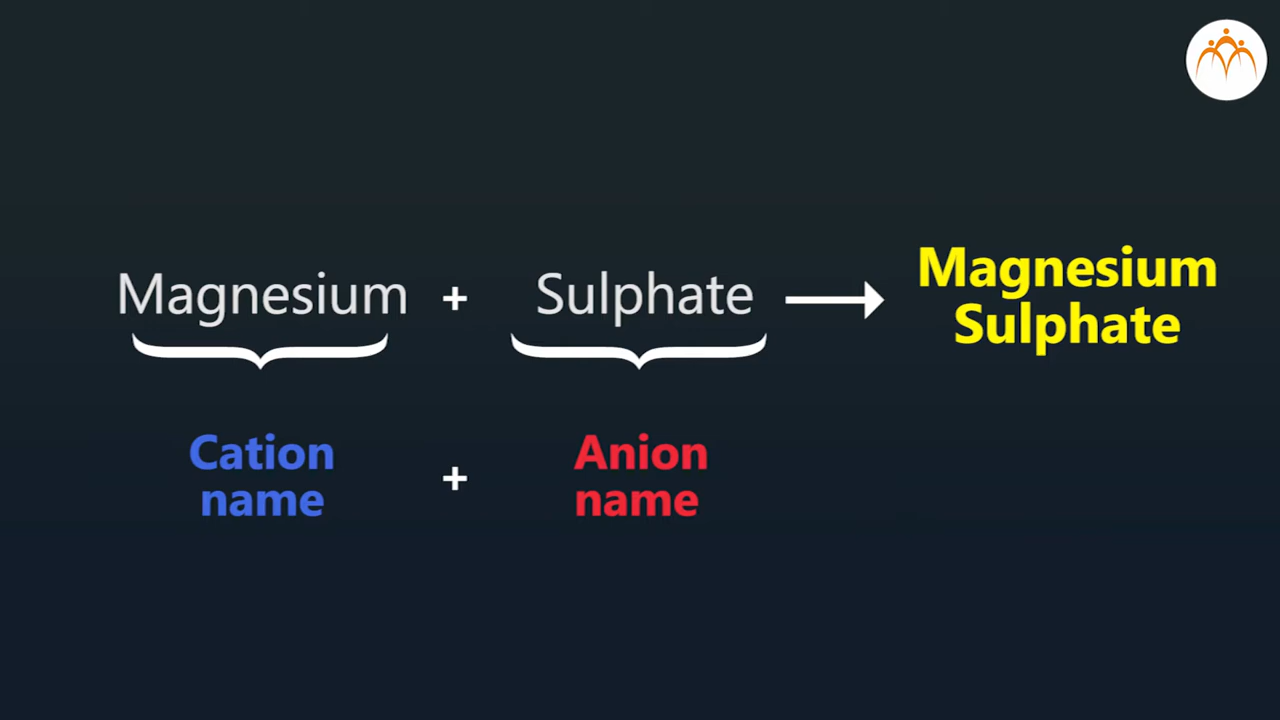 Magnesium + Sulphate → Magnesium
Sulphate
Cation
name
+
Anion
name